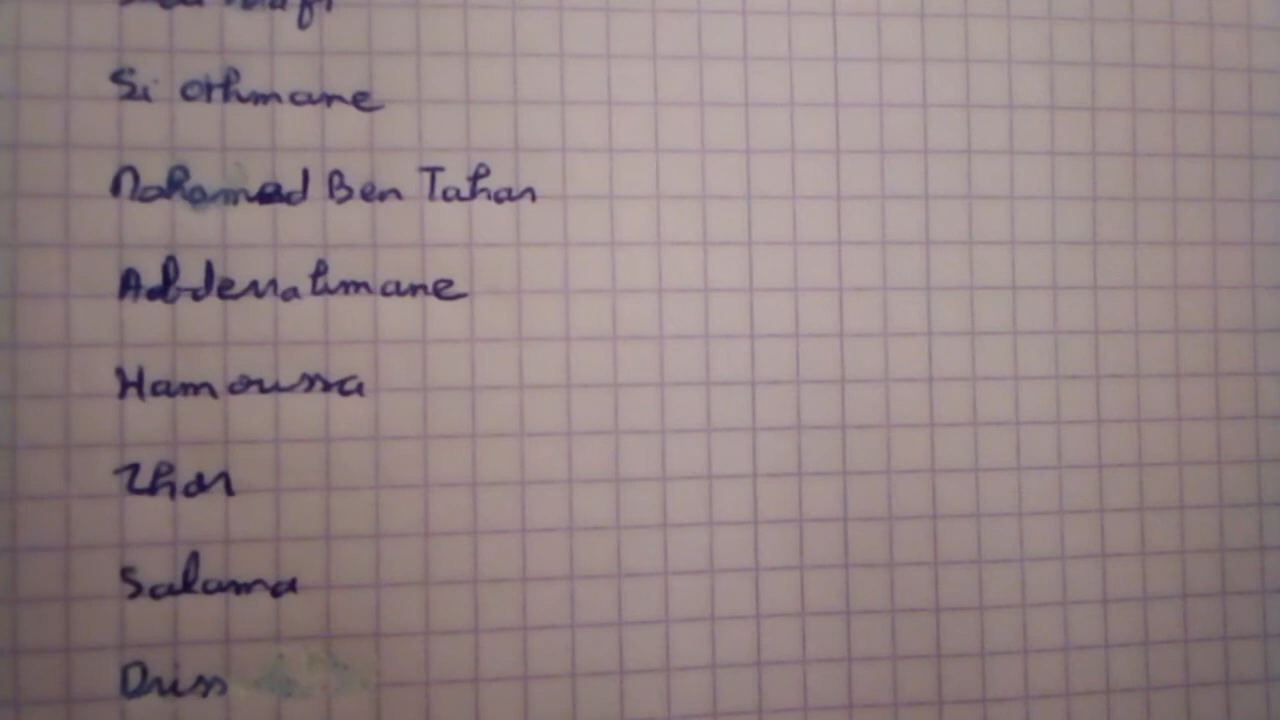 Si othmane
Mohamed Ben Tahar
Abderrahmane
Hamoussa
Zhor
Salama
Driss